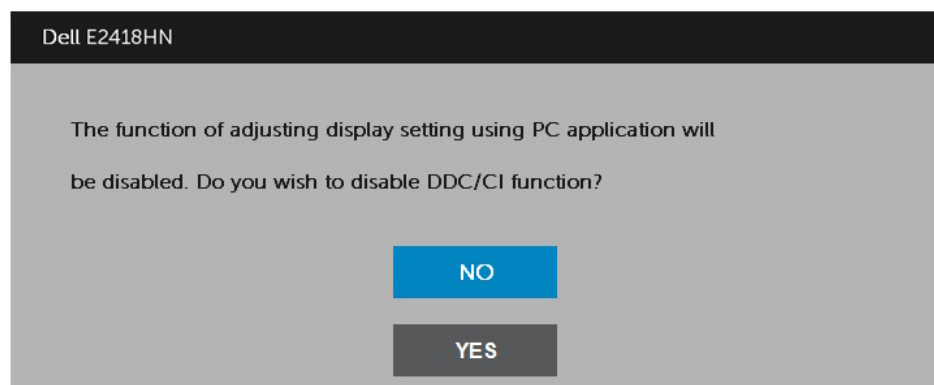 Dell E2418HN
The function of adjusting display setting using PC application will
be disabled. Do you wish to disable DDC/CI function?
NO
YES